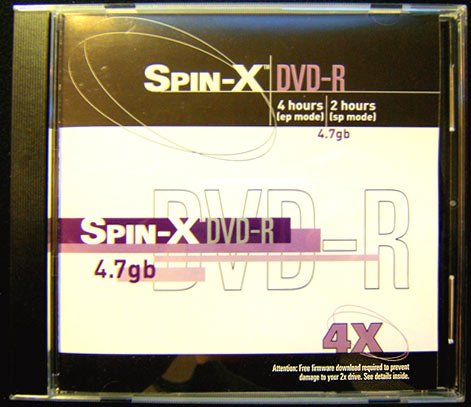 SPIN-X™ DVD-R
4 hours 2 hours
(ep mode) (sp mode)
4.7gb
DVD-R
SPIN-X DVD-R
4.7gb
4X
Attention: Free firmware download required to prevent
damage to your 2x drive. See details inside.